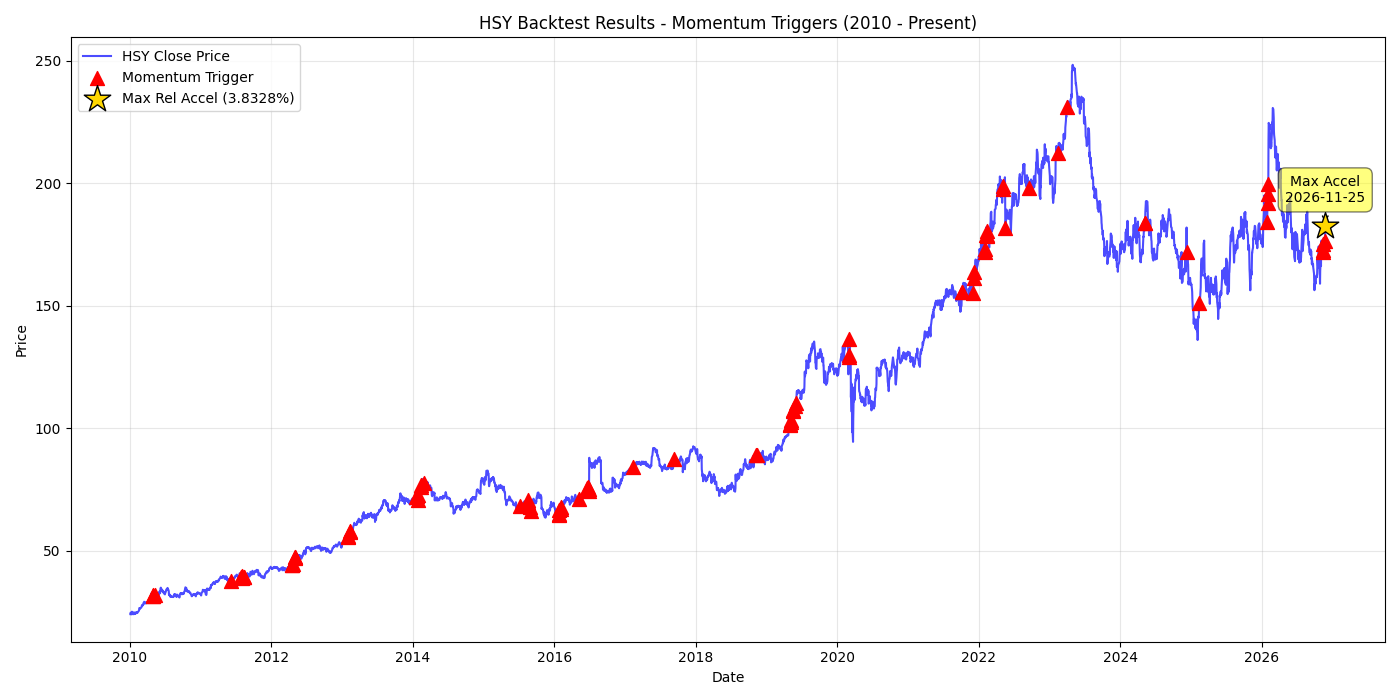 HSY Backtest Results - Momentum Triggers (2010 - Present)
HSY Close Price
Momentum Trigger
Max Rel Accel (3.8328%)
Max Accel
2026-11-25
Price
250
200
150
100
50
2010 2012 2014 2016 2018 2020 2022 2024 2026
Date